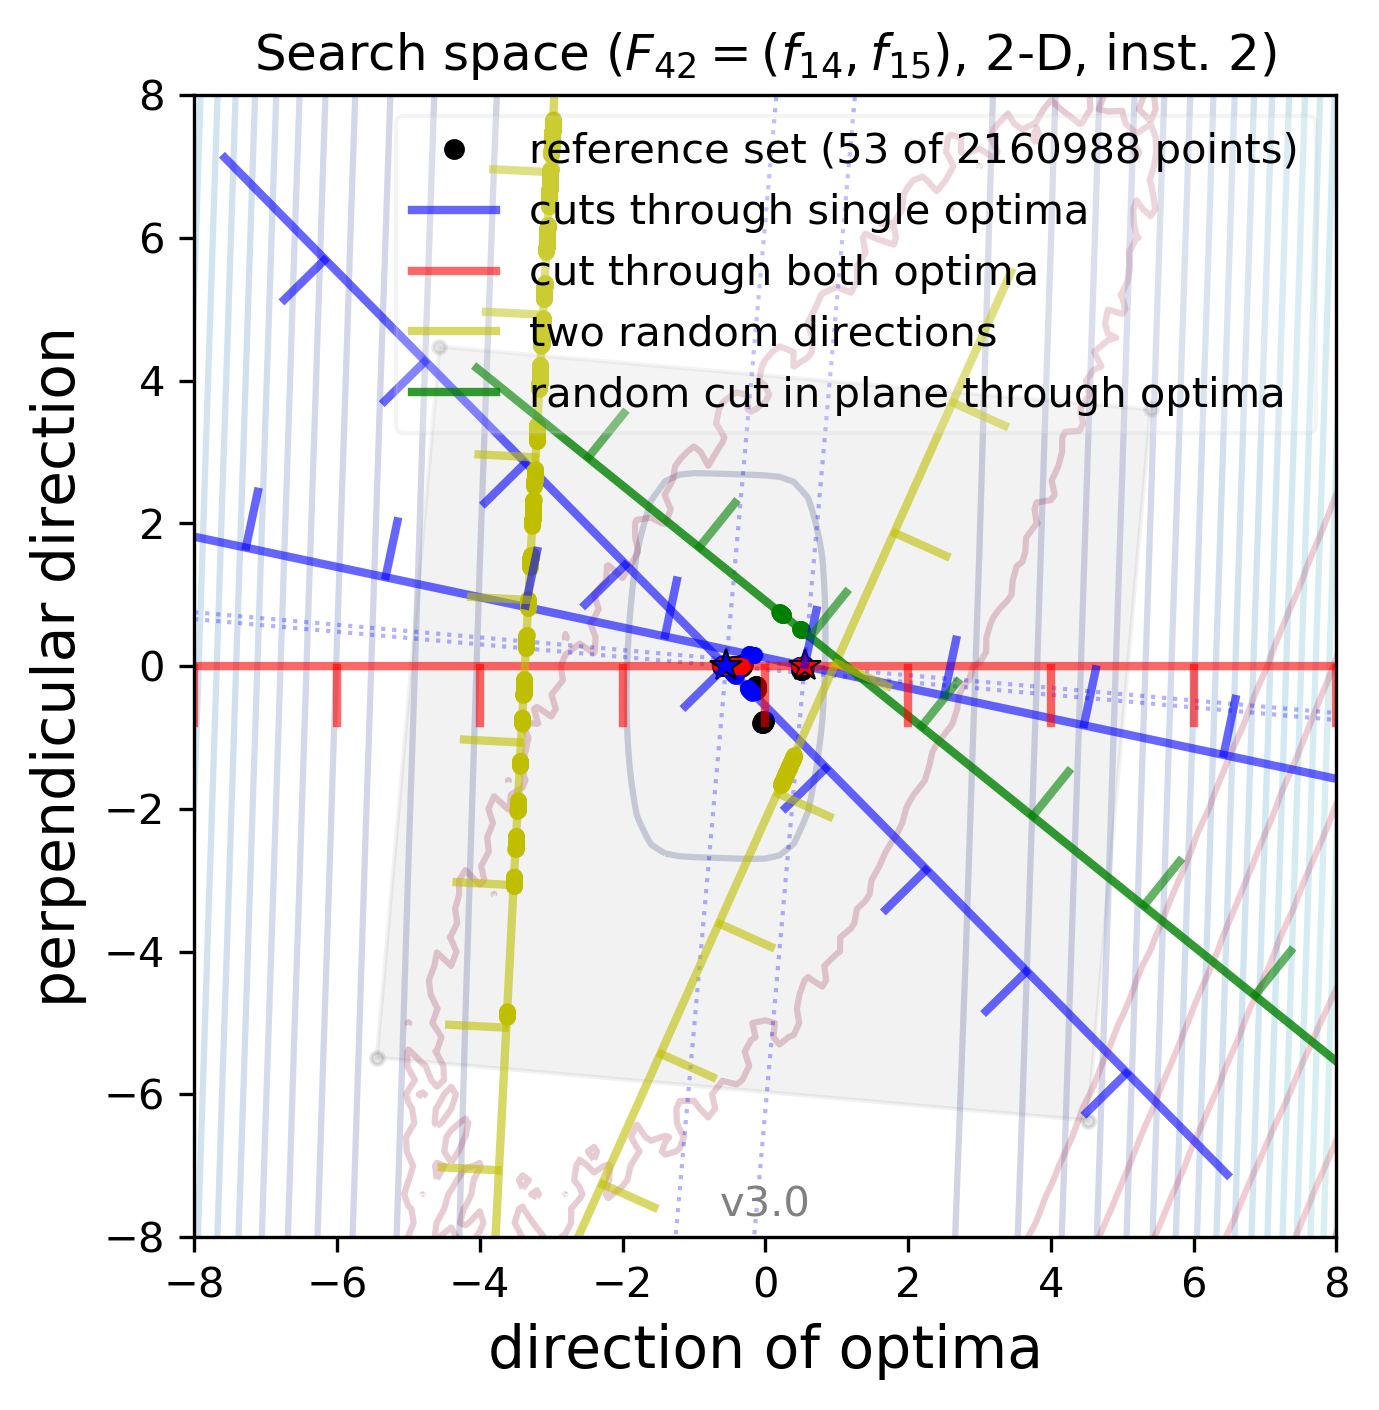 Search space (F42 = (f14, f15), 2-D, inst. 2)
reference set (53 of 2160988 points)
cuts through single optima
cut through both optima
two random directions
random cut in plane through optima
perpendicular direction
8
6
4
2
0
−2
−4
−6
−8
v3.0
−8 −6 −4 −2 0 2 4 6 8
direction of optima